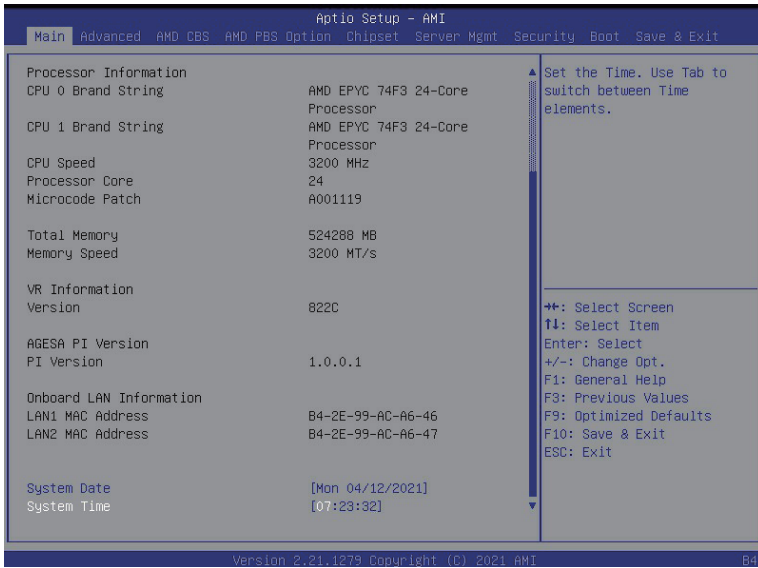 Aptio Setup - AMI
Main Advanced AMD CBS AMD PBS Option Chipset Server Mgmt Security Boot Save & Exit
Processor Information
CPU 0 Brand String AMD EPYC 74F3 24-Core
Processor
CPU 1 Brand String AMD EPYC 74F3 24-Core
Processor
CPU Speed 3200 MHz
Processor Core 24
Microcode Patch A001119
Total Memory 524288 MB
Memory Speed 3200 MT/s
VR Information
Version 822C
AGESA PI Version
PI Version 1.0.0.1
Onboard LAN Information
LAN1 MAC Address B4-2E-99-AC-A6-46
LAN2 MAC Address B4-2E-99-AC-A6-47
System Date [Mon 04/12/2021]
System Time [07:23:32]
Set the Time. Use Tab to
switch between Time
elements.
→←: Select Screen
↑↓: Select Item
Enter: Select
+/-: Change Opt.
F1: General Help
F3: Previous Values
F9: Optimized Defaults
F10: Save & Exit
ESC: Exit
Version 2.21.1279 Copyright (C) 2021 AMI
B4